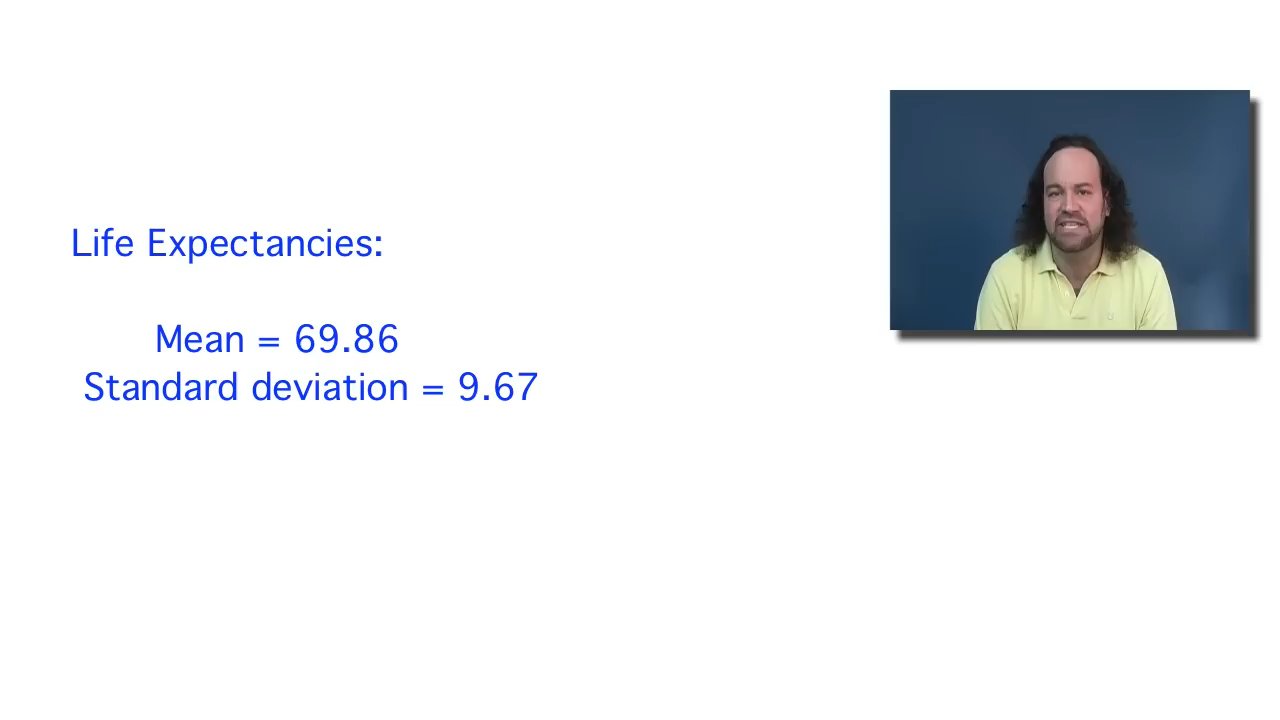 Life Expectancies:
Mean = 69.86
Standard deviation = 9.67